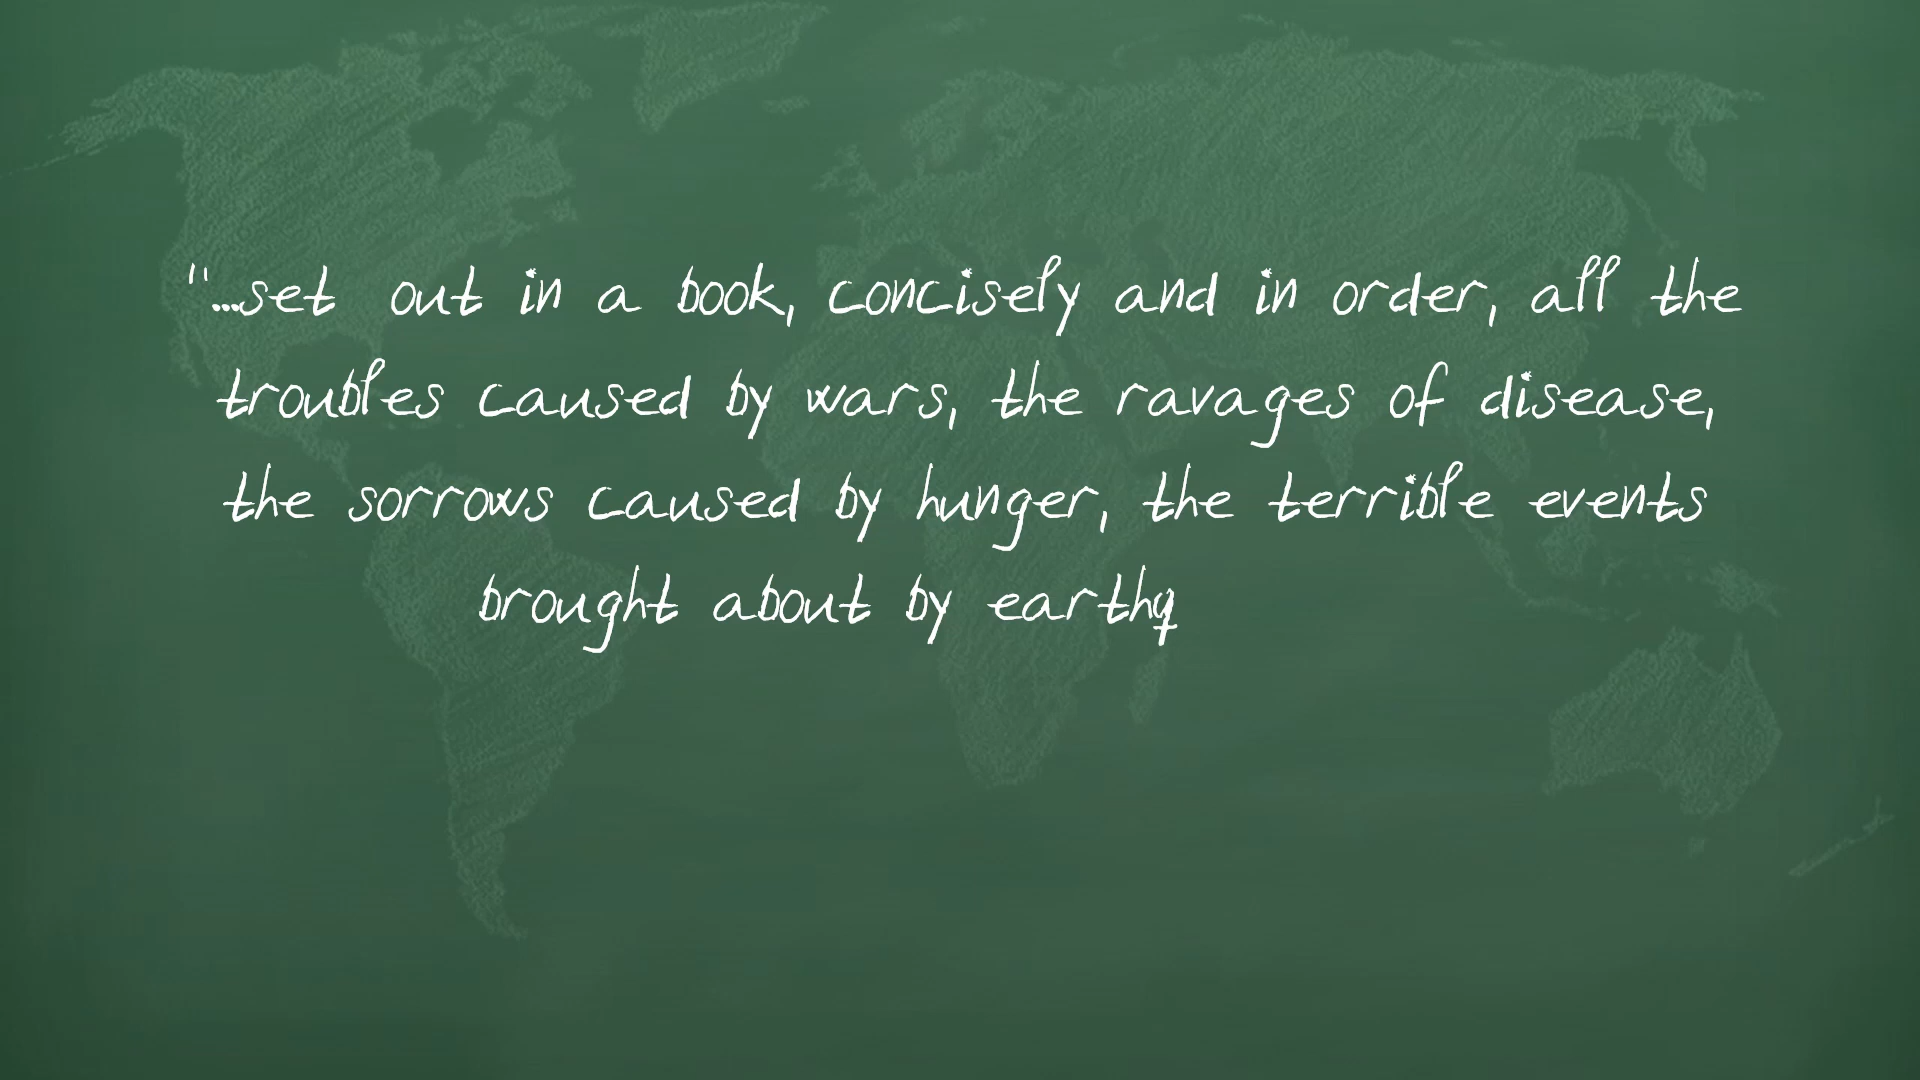 "...set out in a book, concisely and in order, all the
troubles caused by wars, the ravages of disease,
the sorrows caused by hunger, the terrible events
brought about by earthq